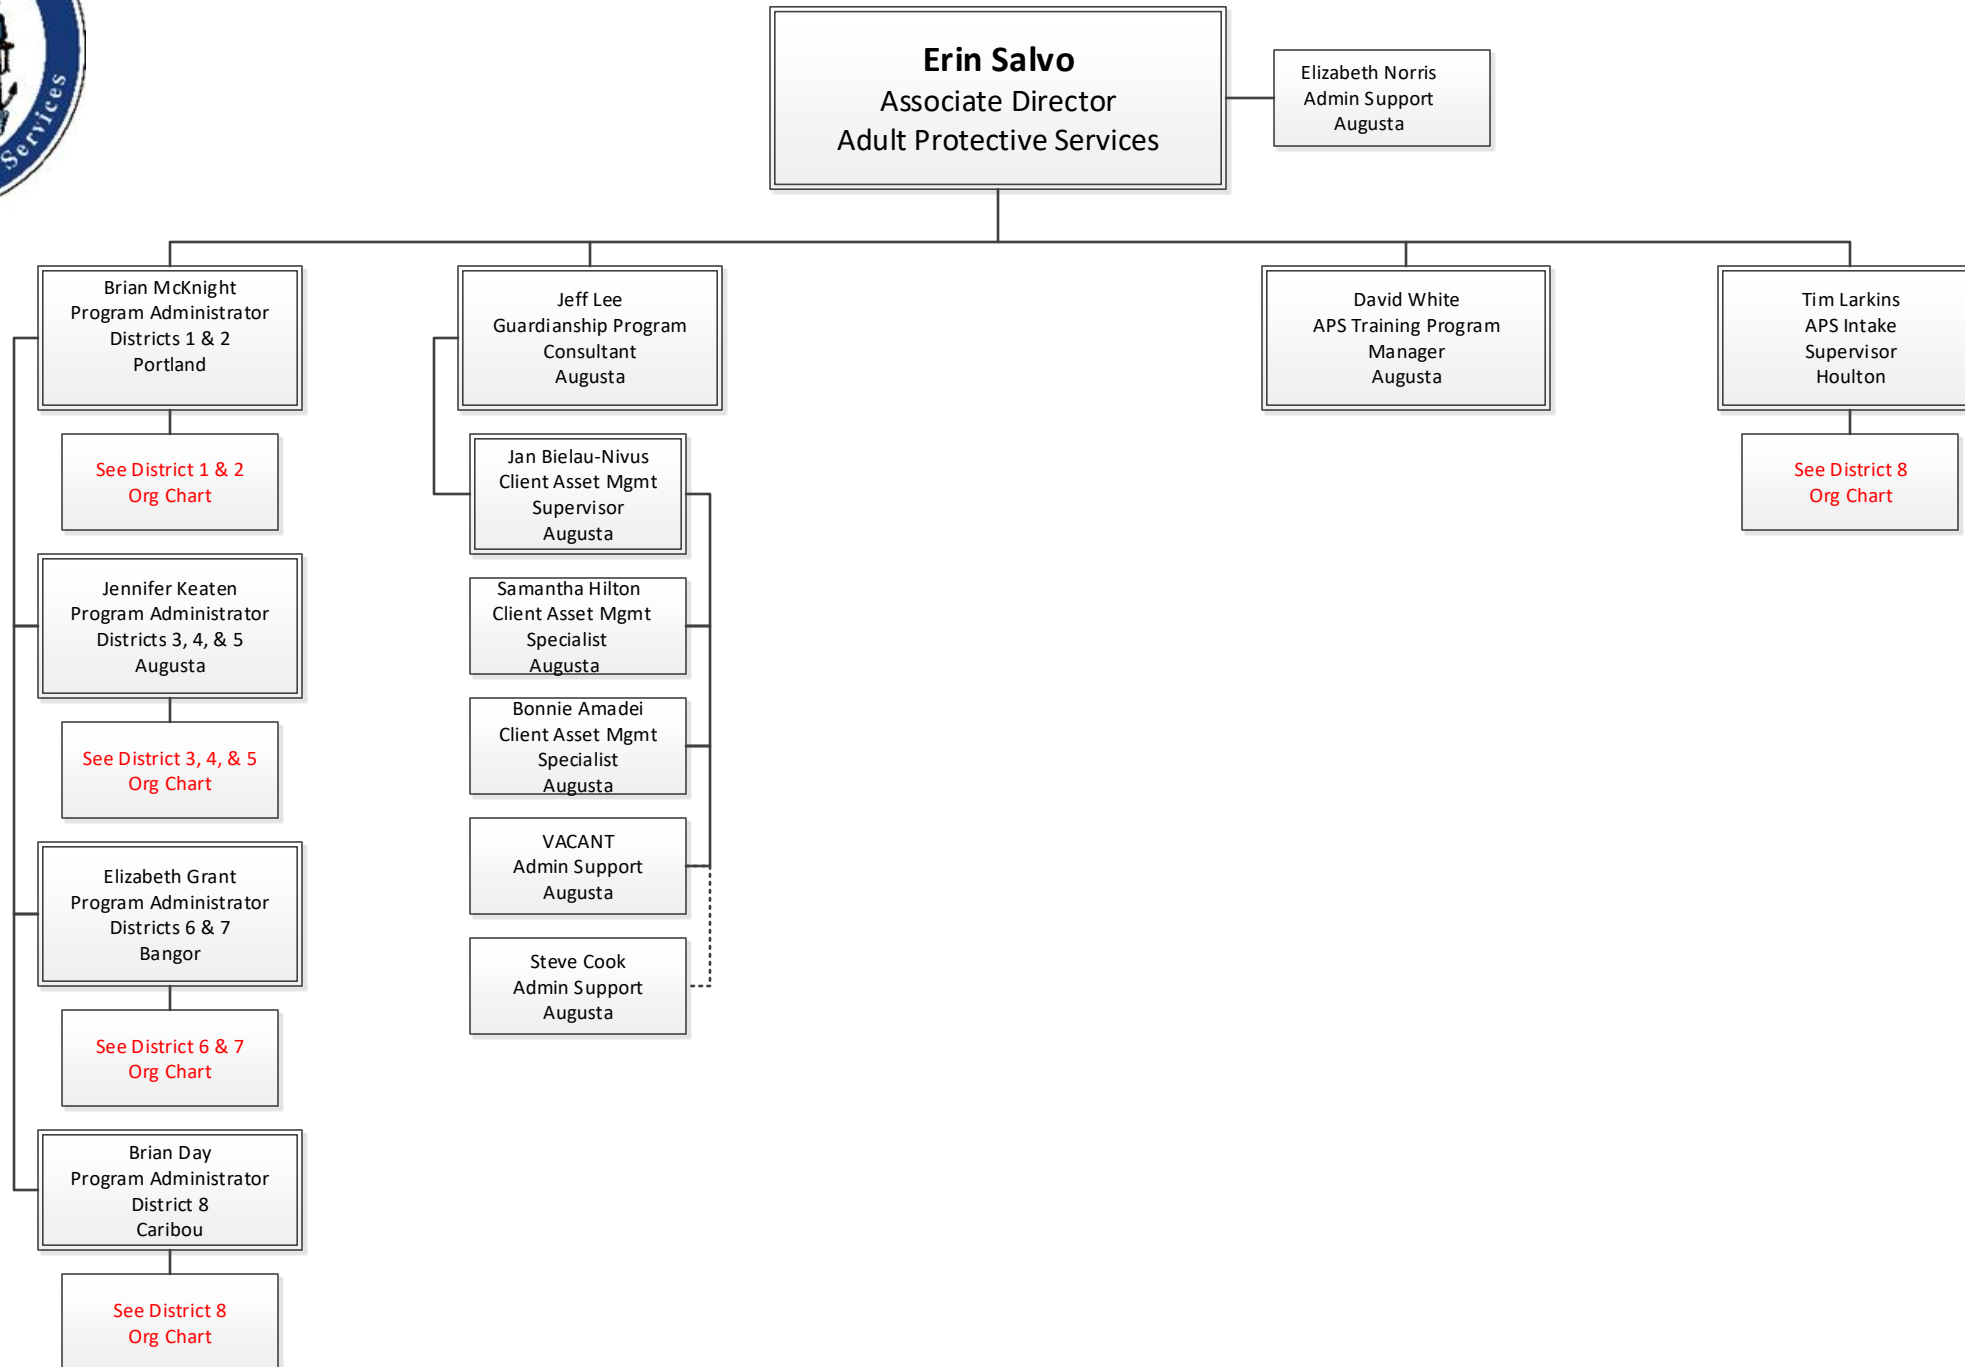 Services
Erin Salvo
Associate Director
Adult Protective Services
Elizabeth Norris
Admin Support
Augusta
Brian McKnight
Program Administrator
Districts 1 & 2
Portland
See District 1 & 2
Org Chart
Jennifer Keaten
Program Administrator
Districts 3, 4, & 5
Augusta
See District 3, 4, & 5
Org Chart
Elizabeth Grant
Program Administrator
Districts 6 & 7
Bangor
See District 6 & 7
Org Chart
Brian Day
Program Administrator
District 8
Caribou
See District 8
Org Chart
Jeff Lee
Guardianship Program
Consultant
Augusta
Jan Bielau-Nivus
Client Asset Mgmt
Supervisor
Augusta
Samantha Hilton
Client Asset Mgmt
Specialist
Augusta
Bonnie Amadei
Client Asset Mgmt
Specialist
Augusta
VACANT
Admin Support
Augusta
Steve Cook
Admin Support
Augusta
David White
APS Training Program
Manager
Augusta
Tim Larkins
APS Intake
Supervisor
Houlton
See District 8
Org Chart